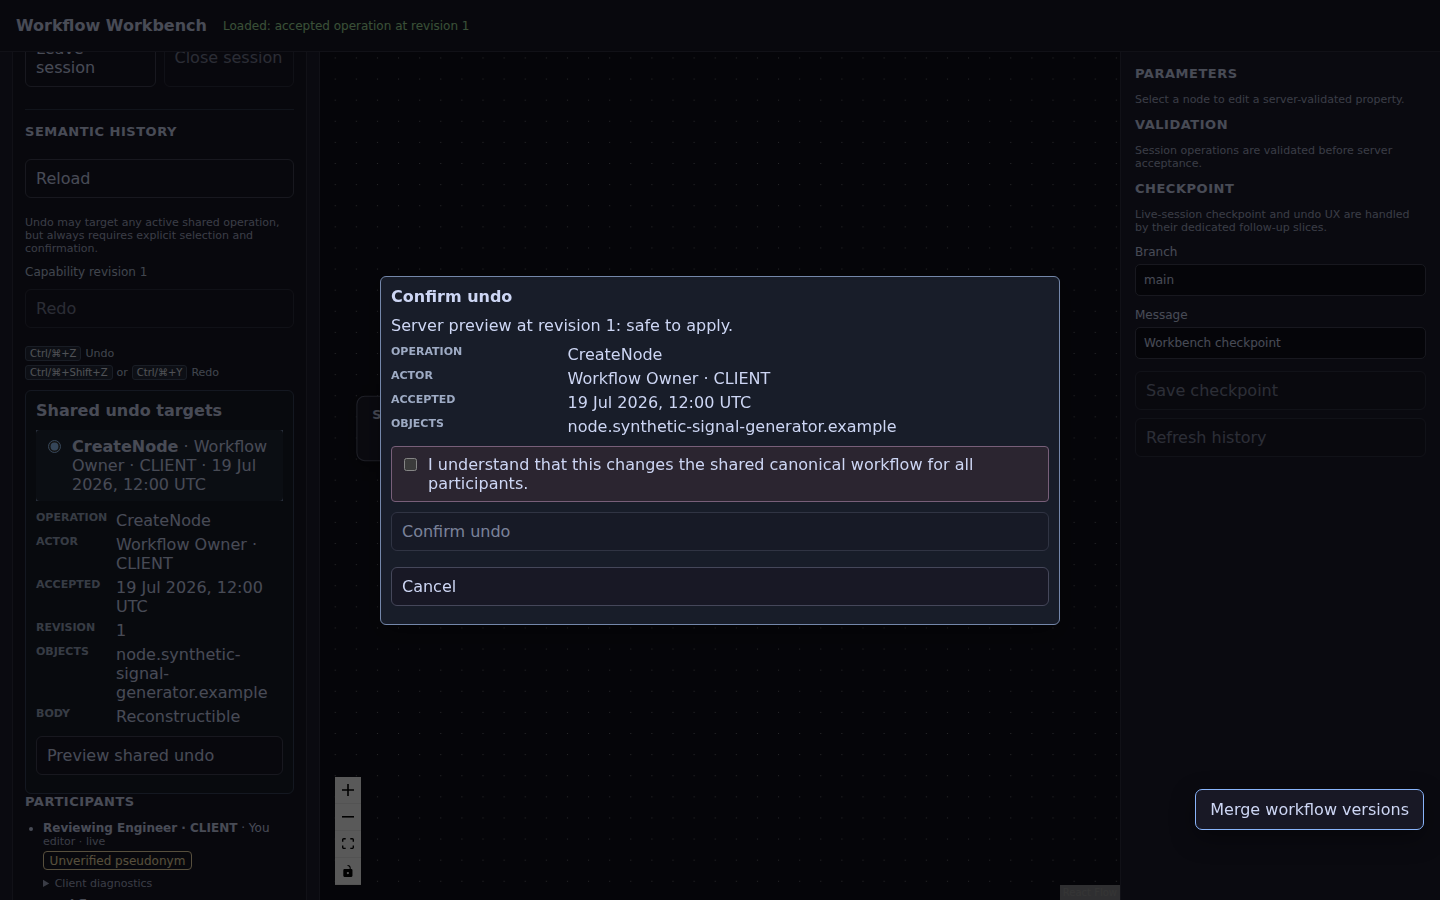 Workflow Workbench
Loaded: accepted operation at revision 1
session
Close session
SEMANTIC HISTORY
Reload
Undo may target any active shared operation,
but always requires explicit selection and
confirmation.
Capability revision 1
Redo
Ctrl/⌘+Z Undo
Ctrl/⌘+Shift+Z or Ctrl/⌘+Y Redo
Shared undo targets
CreateNode · Workflow
Owner · CLIENT · 19 Jul
2026, 12:00 UTC
OPERATION CreateNode
ACTOR Workflow Owner ·
CLIENT
ACCEPTED 19 Jul 2026, 12:00
UTC
REVISION 1
OBJECTS node.synthetic-
signal-
generator.example
BODY Reconstructible
Preview shared undo
PARTICIPANTS
Reviewing Engineer · CLIENT · You
editor · live
Unverified pseudonym
Client diagnostics
Confirm undo
Server preview at revision 1: safe to apply.
OPERATION CreateNode
ACTOR Workflow Owner · CLIENT
ACCEPTED 19 Jul 2026, 12:00 UTC
OBJECTS node.synthetic-signal-generator.example
I understand that this changes the shared canonical workflow for all
participants.
Confirm undo
Cancel
PARAMETERS
Select a node to edit a server-validated property.
VALIDATION
Session operations are validated before server
acceptance.
CHECKPOINT
Live-session checkpoint and undo UX are handled
by their dedicated follow-up slices.
Branch
main
Message
Workbench checkpoint
Save checkpoint
Refresh history
Merge workflow versions